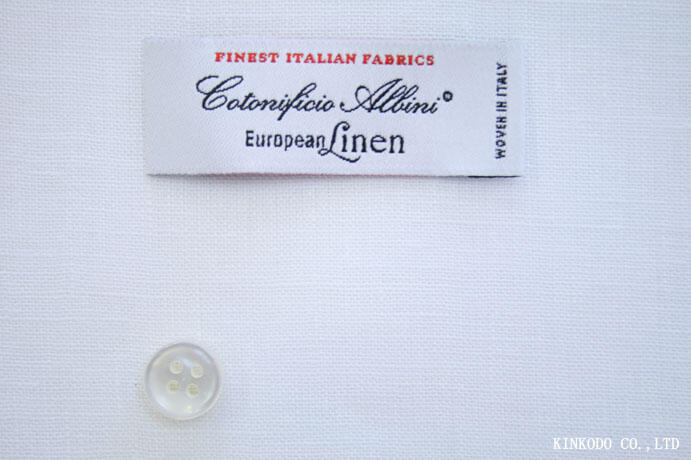 FINEST ITALIAN FABRICS
Cotonificio Albini®
European Linen
WOVEN IN ITALY
KINKODO CO.,LTD